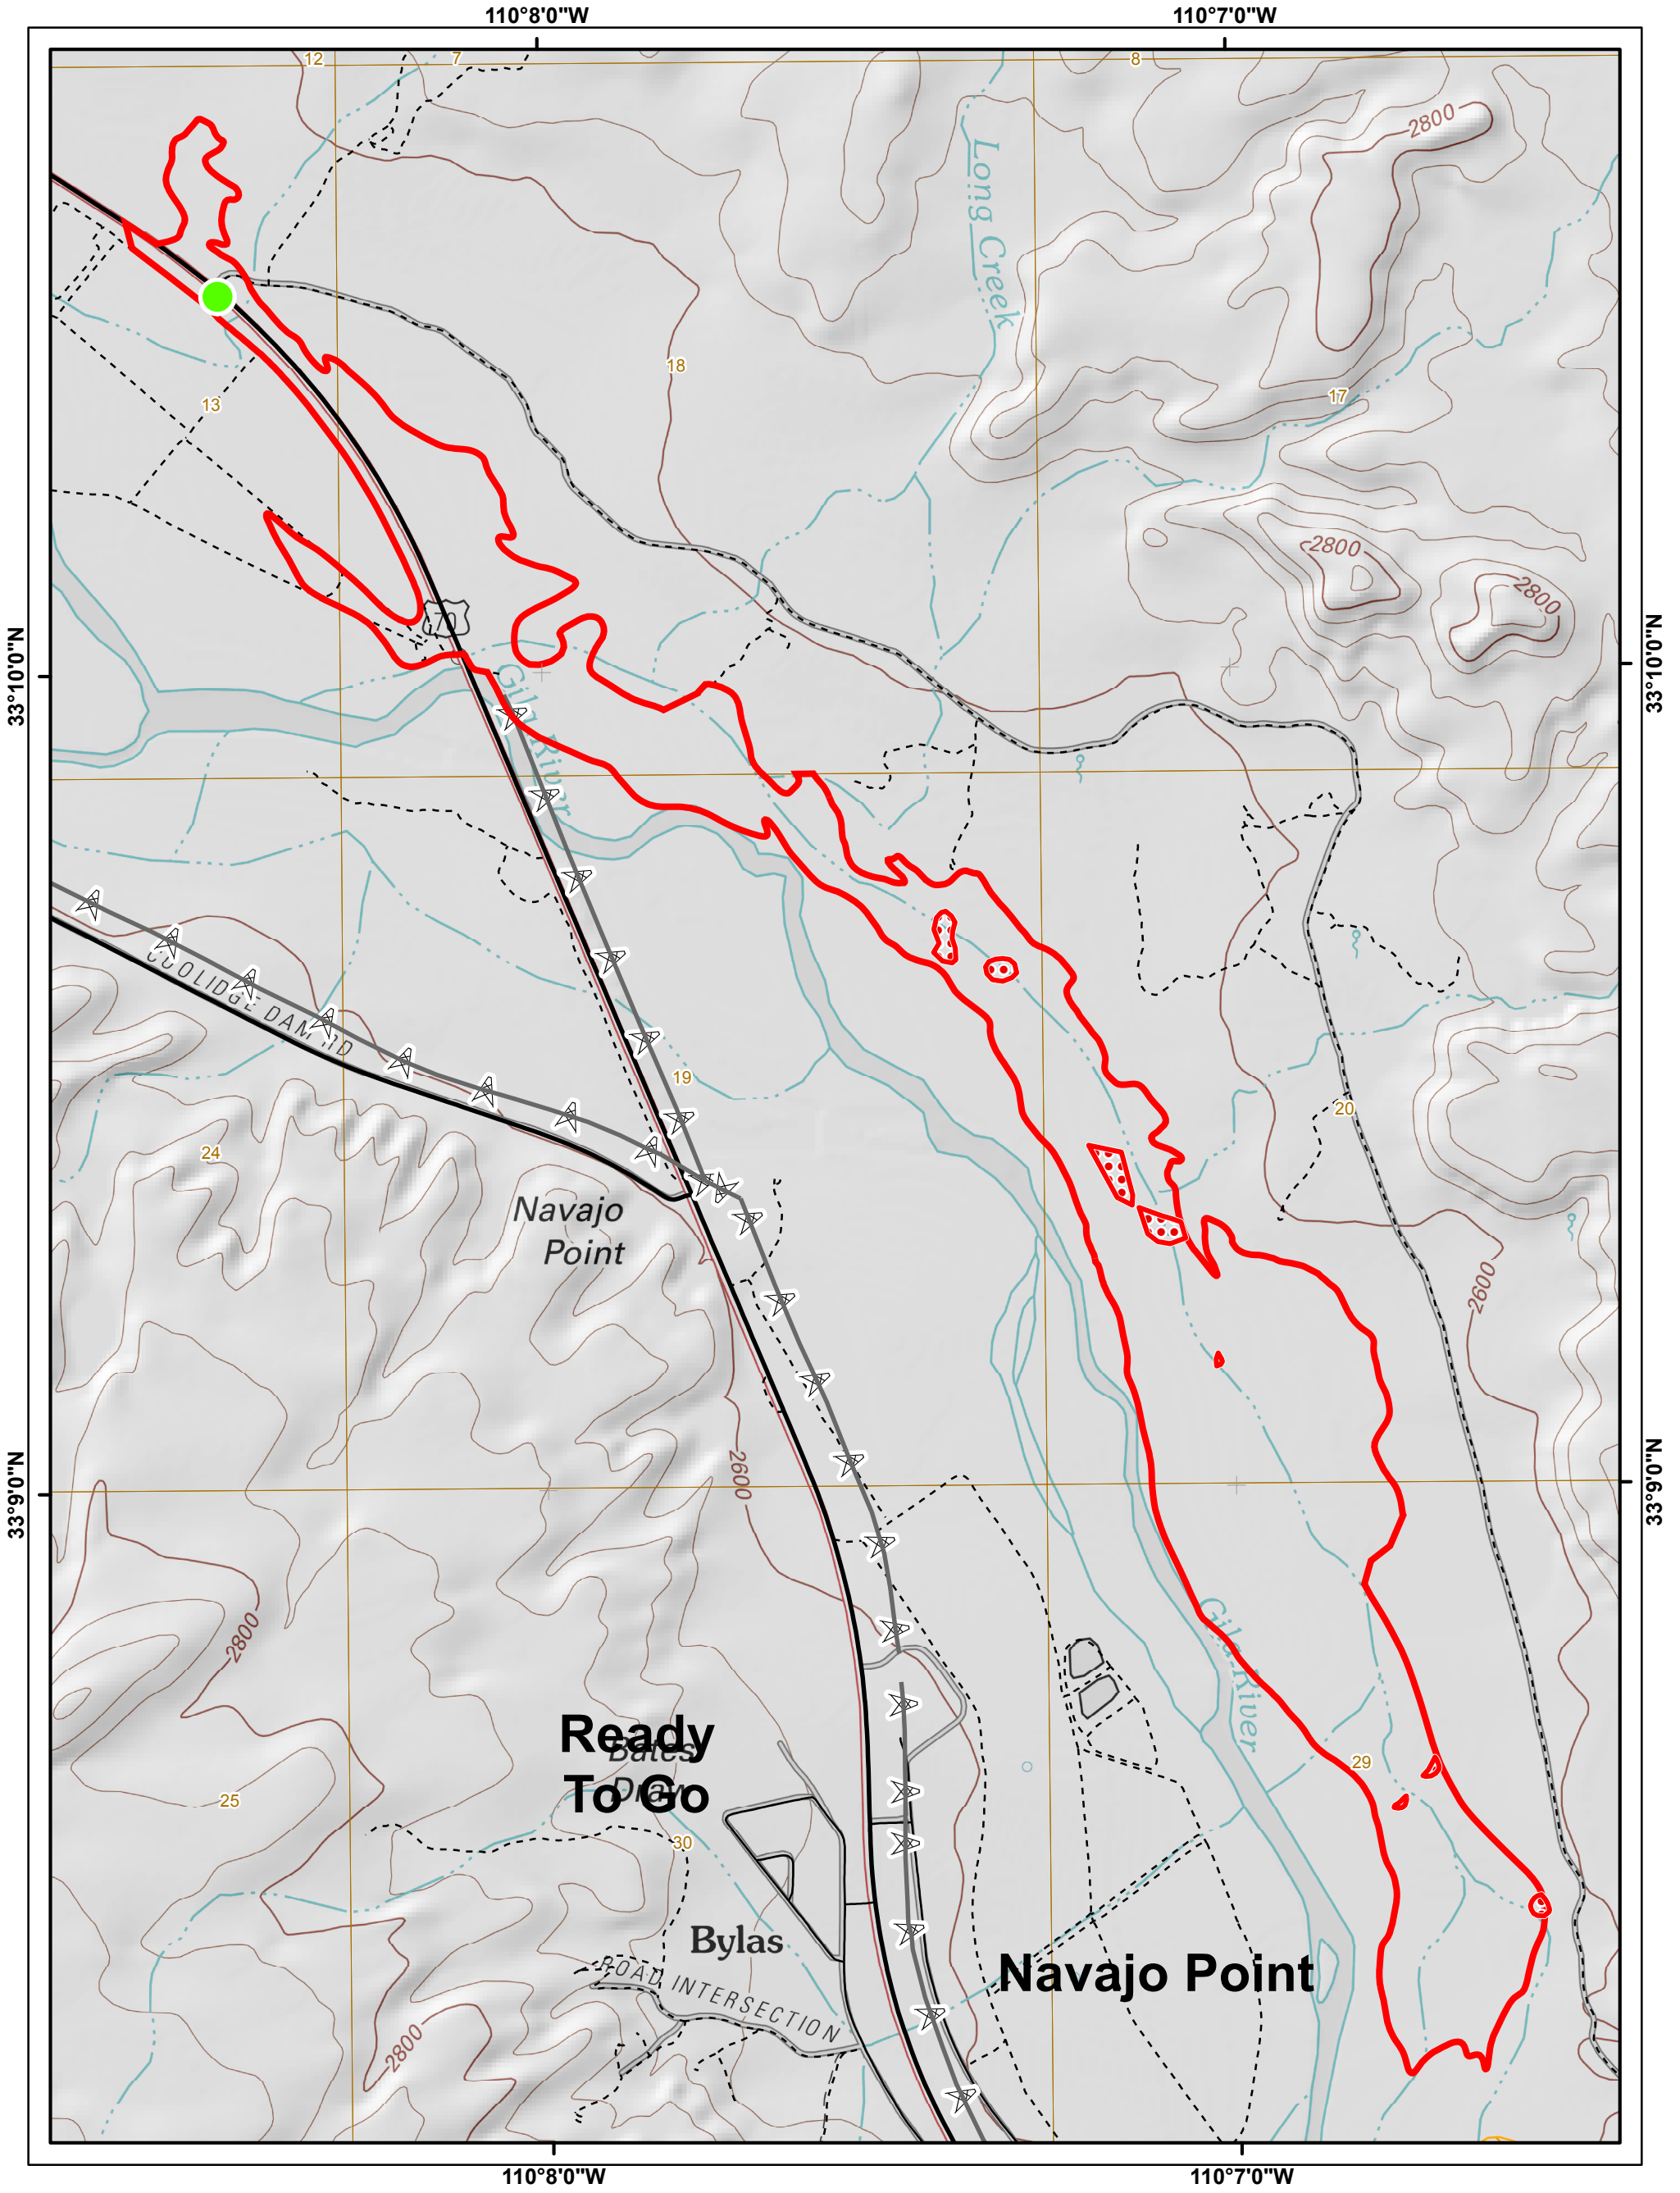 110°8'0"W
110°7'0"W
12
7
8
2800
Long Creek
18
17
13
2800
2800
70
33°10'0"N
33°10'0"N
Gila River
COOLIDGE DAM RD
19
20
24
Navajo
Point
2600
2600
33°9'0"N
33°9'0"N
2800
Gila River
Ready
To Go
Bates
Draw
29
25
30
Bylas
Navajo Point
ROAD INTERSECTION
2800
110°8'0"W
110°7'0"W